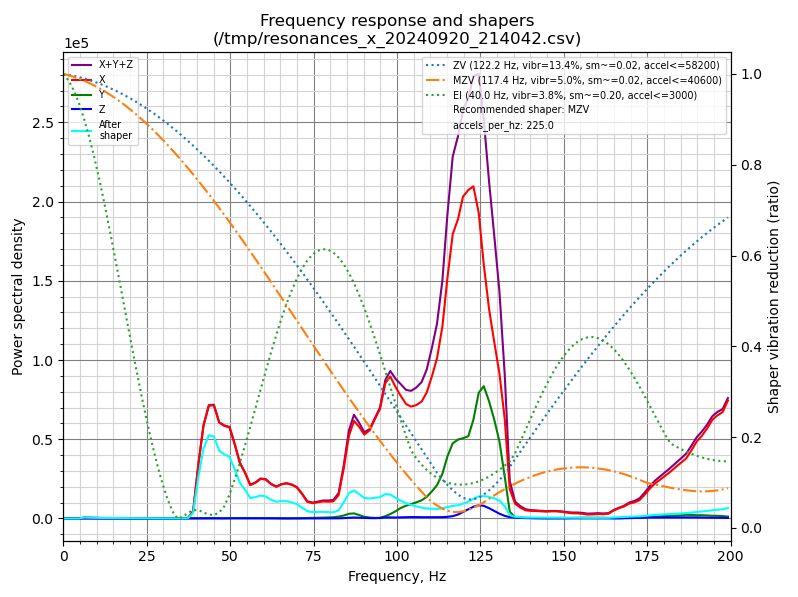 Frequency response and shapers
(/tmp/resonances_x_20240920_214042.csv)
1e5
X+Y+Z
X
Y
Z
After
shaper
ZV (122.2 Hz, vibr=13.4%, sm~=0.02, accel<=58200)
MZV (117.4 Hz, vibr=5.0%, sm~=0.02, accel<=40600)
EI (40.0 Hz, vibr=3.8%, sm~=0.20, accel<=3000)
Recommended shaper: MZV
accels_per_hz: 225.0
Power spectral density
2.5
2.0
1.5
1.0
0.5
0.0
1.0
0.8
0.6
0.4
0.2
0.0
Shaper vibration reduction (ratio)
0 25 50 75 100 125 150 175 200
Frequency, Hz